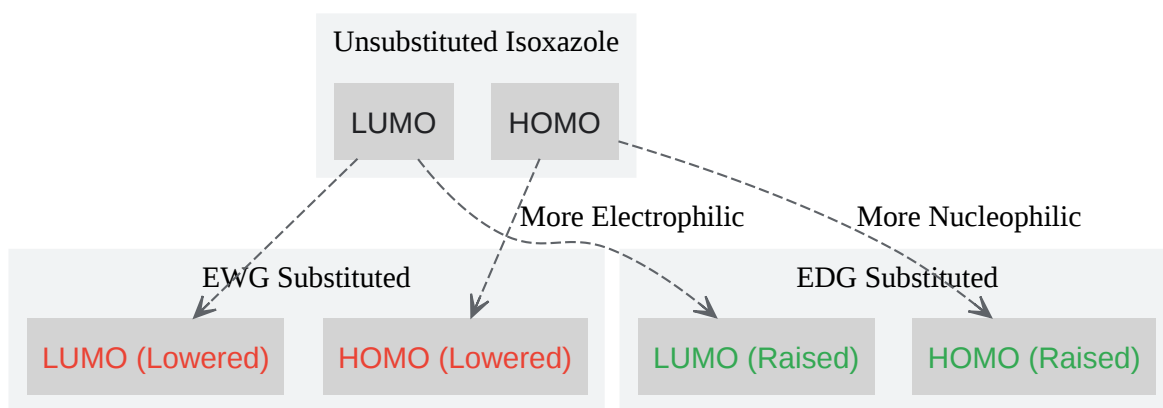 Unsubstituted Isoxazole
LUMO
HOMO
More Electrophilic
More Nucleophilic
EWG Substituted
EDG Substituted
LUMO (Lowered)
HOMO (Lowered)
LUMO (Raised)
HOMO (Raised)